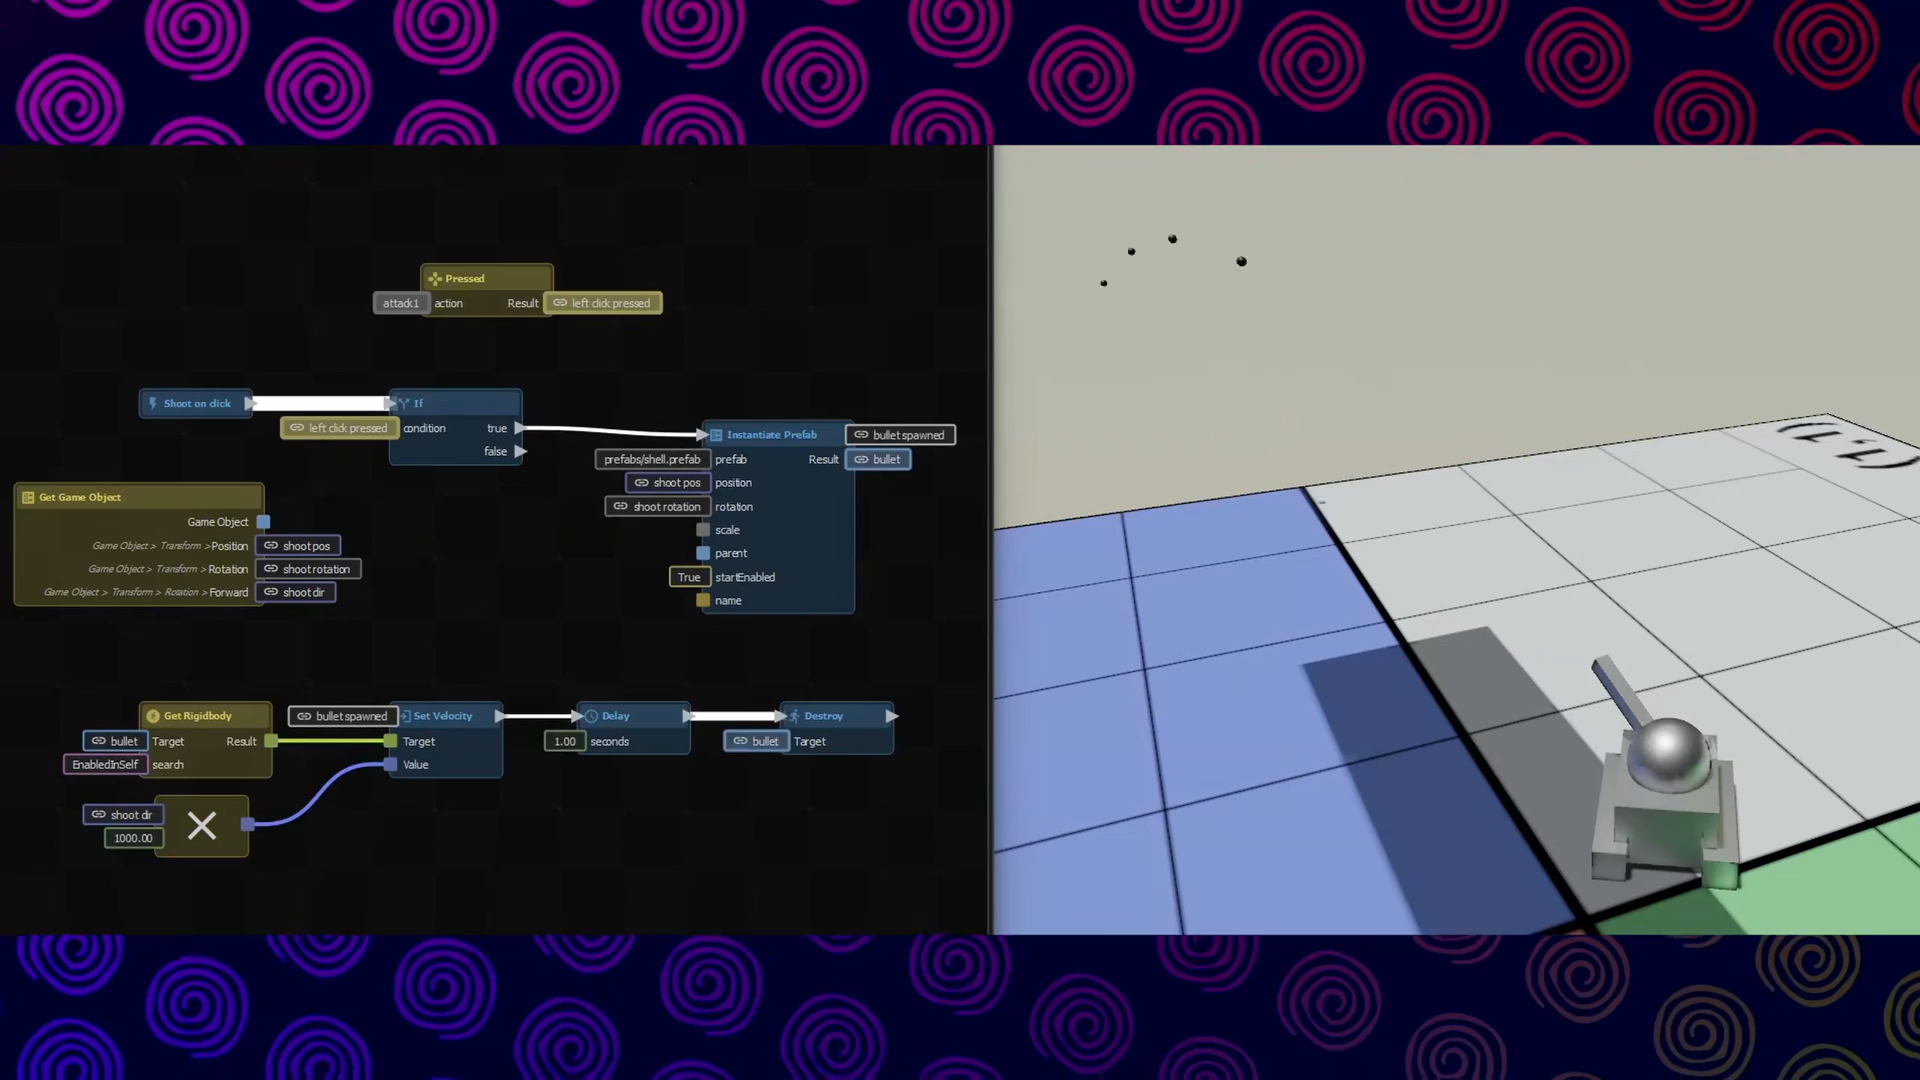 Pressed
attack1 action Result left click pressed
Shoot on click If
left click pressed condition true
false
Instantiate Prefab bullet spawned
prefabs/shell.prefab prefab Result bullet
shoot pos position
shoot rotation rotation
scale
parent
True startEnabled
name
Get Game Object
Game Object
Game Object > Transform >Position shoot pos
Game Object > Transform >Rotation shoot rotation
Game Object > Transform > Rotation >Forward shoot dir
Get Rigidbody bullet spawned Set Velocity Delay Destroy
bullet Target Result Target 1.00 seconds bullet Target
EnabledInSelf search Value
shoot dir
1000.00